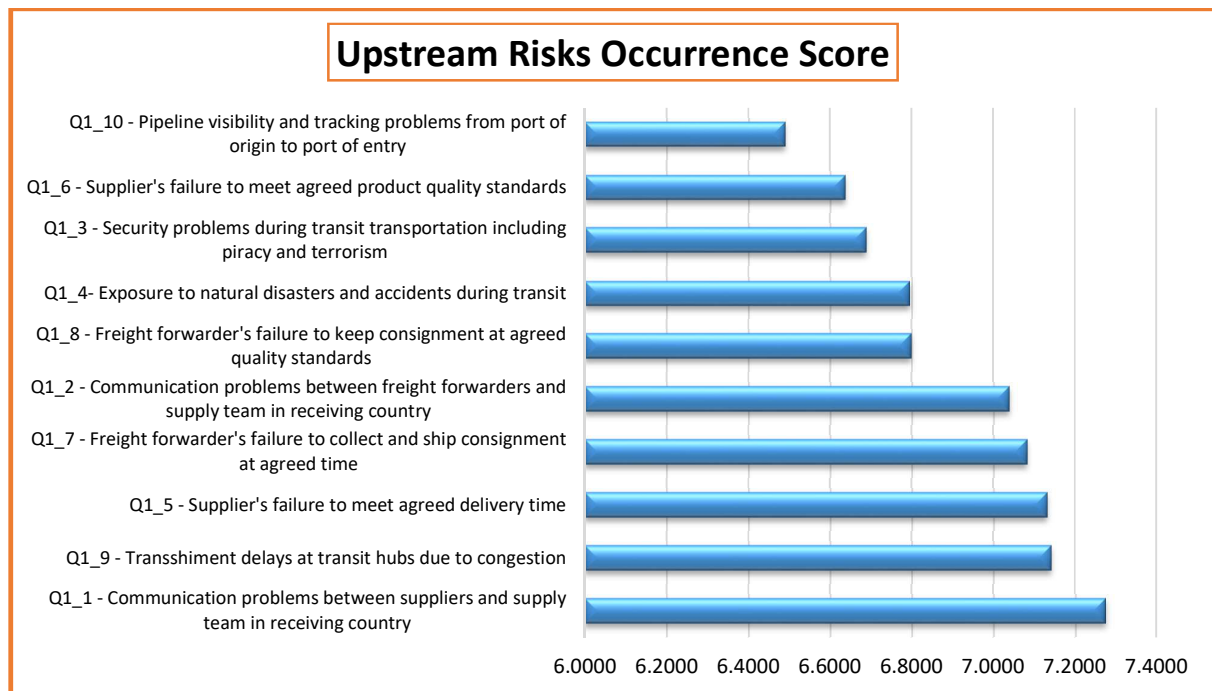 Upstream Risks Occurrence Score
Q1_10 - Pipeline visibility and tracking problems from port of
origin to port of entry
Q1_6 - Supplier's failure to meet agreed product quality standards
Q1_3 - Security problems during transit transportation including
piracy and terrorism
Q1_4- Exposure to natural disasters and accidents during transit
Q1_8 - Freight forwarder's failure to keep consignment at agreed
quality standards
Q1_2 - Communication problems between freight forwarders and
supply team in receiving country
Q1_7 - Freight forwarder's failure to collect and ship consignment
at agreed time
Q1_5 - Supplier's failure to meet agreed delivery time
Q1_9 - Transshiment delays at transit hubs due to congestion
Q1_1 - Communication problems between suppliers and supply
team in receiving country
6.0000 6.2000 6.4000 6.6000 6.8000 7.0000 7.2000 7.4000